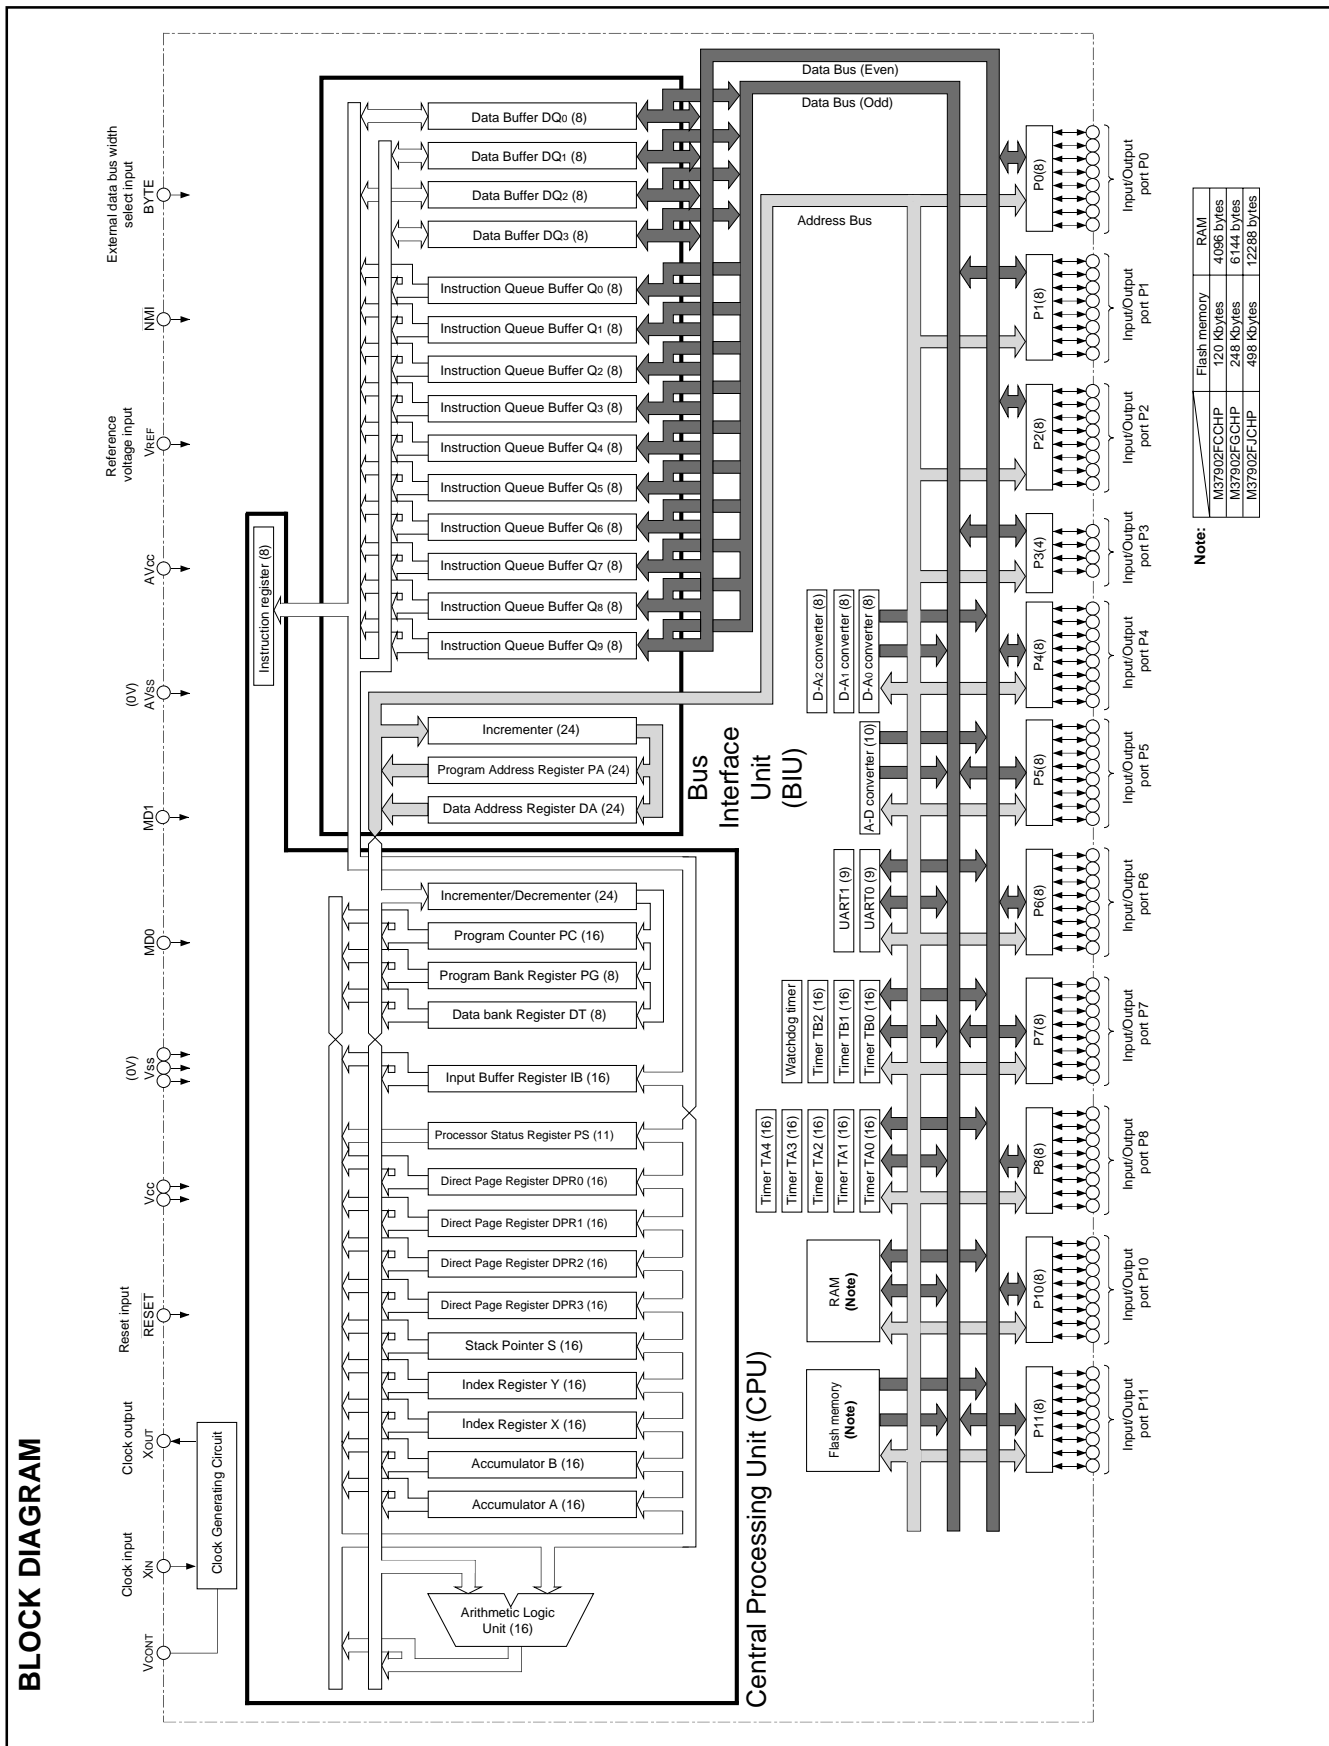 BLOCK DIAGRAM
External data bus width
select input
BYTE
NMI
Reference
voltage input
VREF
AVcc
(0V)
AVss
MD1
MD0
(0V)
Vss
Vcc
Reset input
RESET
Clock output
XOUT
Clock input
XIN
VCONT
Clock Generating Circuit
Instruction register (8)
Data Buffer DQ0 (8)
Data Buffer DQ1 (8)
Data Buffer DQ2 (8)
Data Buffer DQ3 (8)
Instruction Queue Buffer Q0 (8)
Instruction Queue Buffer Q1 (8)
Instruction Queue Buffer Q2 (8)
Instruction Queue Buffer Q3 (8)
Instruction Queue Buffer Q4 (8)
Instruction Queue Buffer Q5 (8)
Instruction Queue Buffer Q6 (8)
Instruction Queue Buffer Q7 (8)
Instruction Queue Buffer Q8 (8)
Instruction Queue Buffer Q9 (8)
Incrementer (24)
Program Address Register PA (24)
Data Address Register DA (24)
Bus
Interface
Unit
(BIU)
Incrementer/Decrementer (24)
Program Counter PC (16)
Program Bank Register PG (8)
Data bank Register DT (8)
Input Buffer Register IB (16)
Processor Status Register PS (11)
Direct Page Register DPR0 (16)
Direct Page Register DPR1 (16)
Direct Page Register DPR2 (16)
Direct Page Register DPR3 (16)
Stack Pointer S (16)
Index Register Y (16)
Index Register X (16)
Accumulator B (16)
Accumulator A (16)
Arithmetic Logic
Unit (16)
Central Processing Unit (CPU)
Data Bus (Even)
Data Bus (Odd)
Address Bus
D-A2 converter (8)
D-A1 converter (8)
D-A0 converter (8)
A-D converter (10)
UART1 (9)
UART0 (9)
Watchdog timer
Timer TB2 (16)
Timer TB1 (16)
Timer TB0 (16)
Timer TA4 (16)
Timer TA3 (16)
Timer TA2 (16)
Timer TA1 (16)
Timer TA0 (16)
RAM
(Note)
Flash memory
(Note)
P0(8)
Input/Output
port P0
P1(8)
Input/Output
port P1
P2(8)
Input/Output
port P2
P3(4)
Input/Output
port P3
P4(8)
Input/Output
port P4
P5(8)
Input/Output
port P5
P6(8)
Input/Output
port P6
P7(8)
Input/Output
port P7
P8(8)
Input/Output
port P8
P10(8)
Input/Output
port P10
P11(8)
Input/Output
port P11
Note:
Flash memory RAM
M37902FCCHP 120 Kbytes 4096 bytes
M37902FGCHP 248 Kbytes 6144 bytes
M37902FJCHP 498 Kbytes 12288 bytes